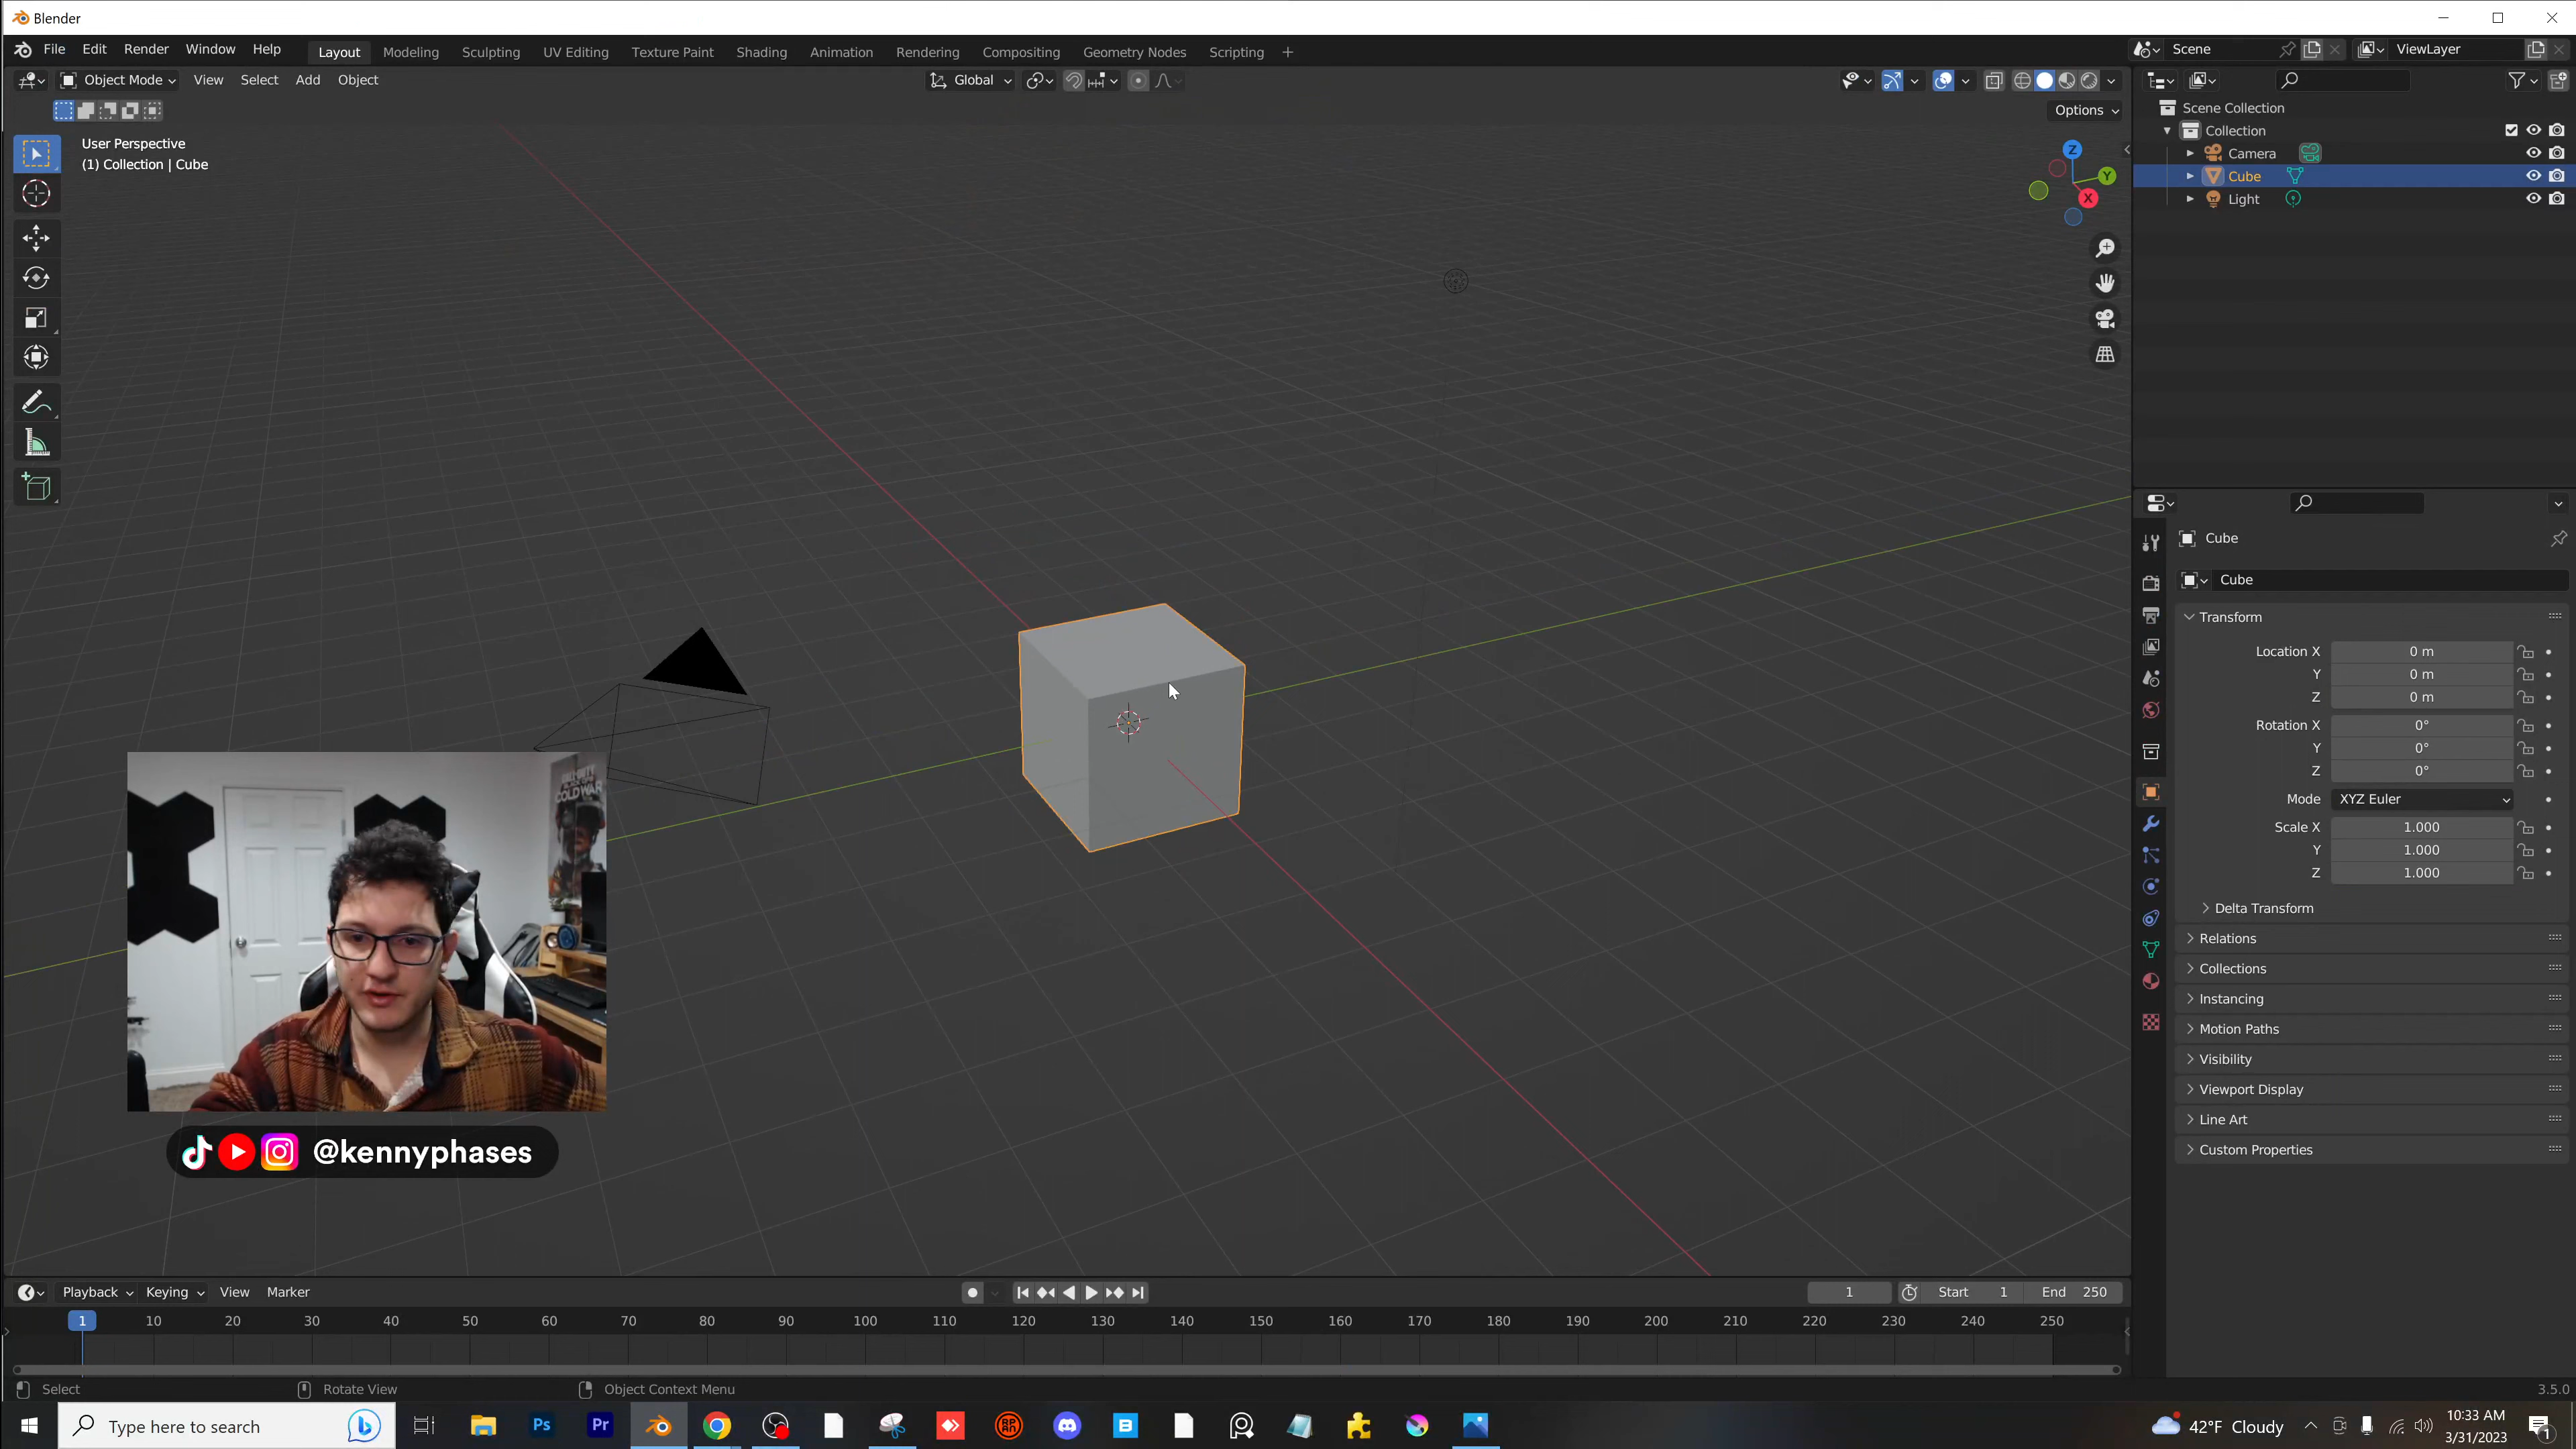 Blender
File Edit Render Window Help Layout Modeling Sculpting UV Editing Texture Paint Shading Animation Rendering Compositing Geometry Nodes Scripting + Scene ViewLayer
Object Mode View Select Add Object Global
Options
User Perspective
(1) Collection | Cube
Z
Y
X
Scene Collection
Collection
Camera
Cube
Light
Cube
Cube
Transform
Location X 0 m
Y 0 m
Z 0 m
Rotation X 0°
Y 0°
Z 0°
Mode XYZ Euler
Scale X 1.000
Y 1.000
Z 1.000
Delta Transform
Relations
Collections
Instancing
Motion Paths
Visibility
Viewport Display
Line Art
Custom Properties
COLD WAR
@kennyphases
Playback Keying View Marker 1 Start 1 End 250
1 10 20 30 40 50 60 70 80 90 100 110 120 130 140 150 160 170 180 190 200 210 220 230 240 250
Select Rotate View Object Context Menu 3.5.0
Type here to search Ps Pr 42°F Cloudy 10:33 AM
3/31/2023
1